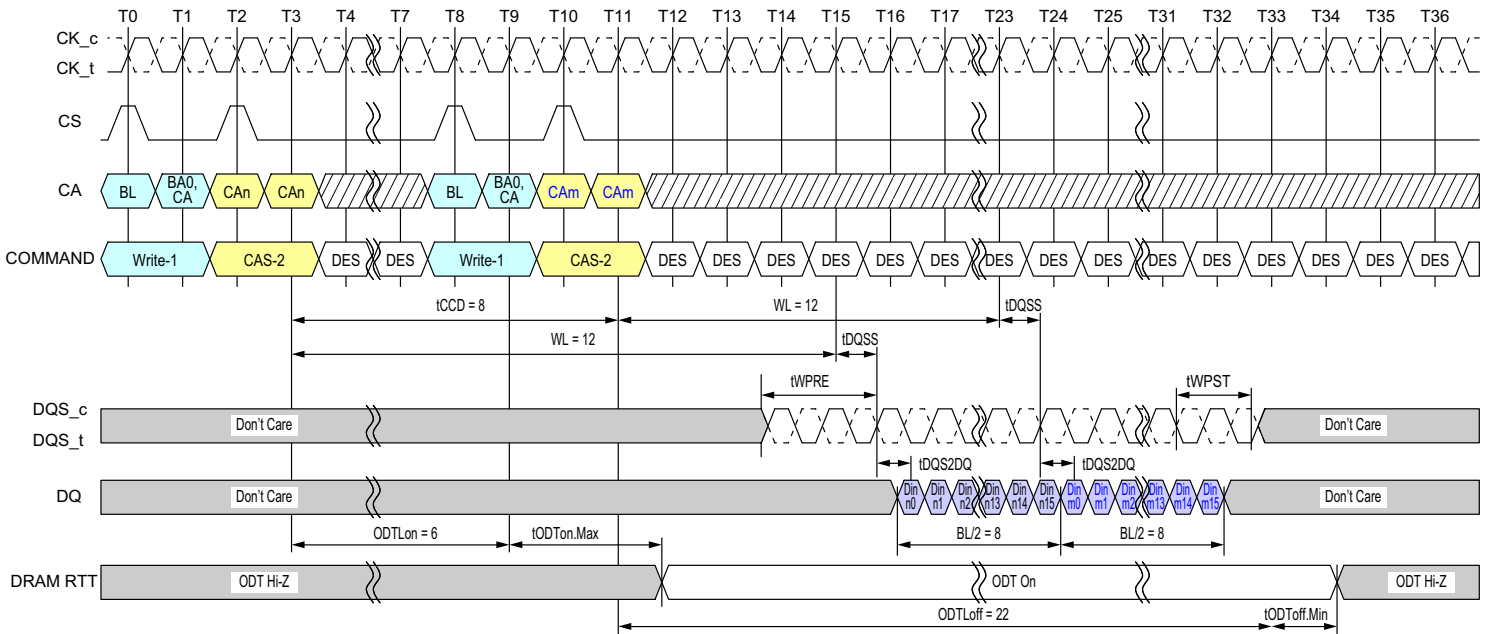 T0 T1 T2 T3 T4 T7 T8 T9 T10 T11 T12 T13 T14 T15 T16 T17 T23 T24 T25 T31 T32 T33 T34 T35 T36
CK_c
CK_t
CS
CA BL BA0, CA CAn CAn BL BA0, CA CAm CAm
COMMAND Write-1 CAS-2 DES DES Write-1 CAS-2 DES DES DES DES DES DES DES DES DES DES DES DES DES DES DES
tCCD = 8 WL = 12 tDQSS
WL = 12 tDQSS
tWPRE tWPST
DQS_c
DQS_t
Don't Care Don't Care
tDQS2DQ tDQS2DQ
DQ Don't Care Din n0 Din n1 Din n2 Din n13 Din n14 Din n15 Din m0 Din m1 Din m2 Din m13 Din m14 Din m15 Don't Care
ODTLon = 6 tODTon.Max BL/2 = 8 BL/2 = 8
DRAM RTT ODT Hi-Z ODT On ODT Hi-Z
ODTLoff = 22 tODToff.Min